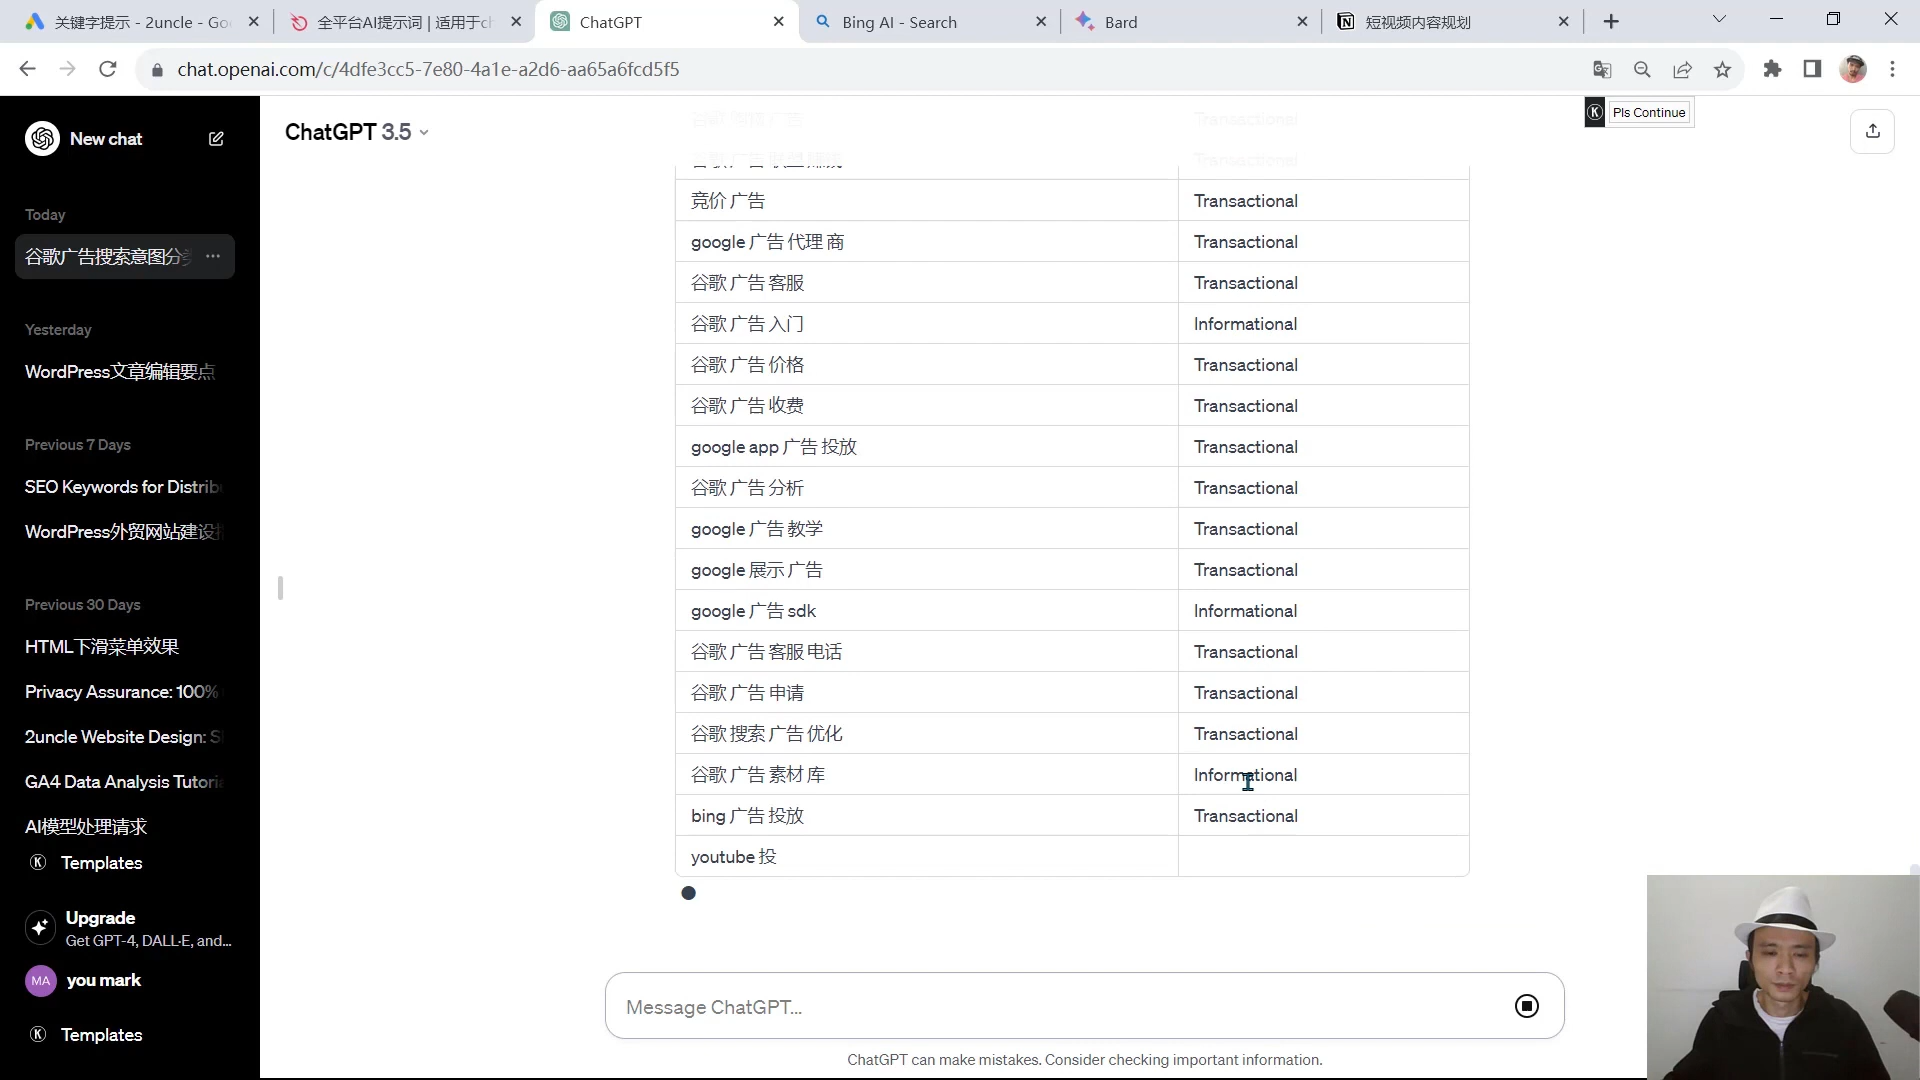 关键字提示 - 2uncle - Go
全平台AI提示词 | 适用于ch
ChatGPT
Bing AI - Search
Bard
短视频内容规划
chat.openai.com/c/4dfe3cc5-7e80-4a1e-a2d6-aa65a6fcd5f5
Pls Continue
New chat
ChatGPT 3.5
Today
谷歌广告搜索意图分类
Yesterday
WordPress文章编辑要点
Previous 7 Days
SEO Keywords for Distrib
WordPress外贸网站建设
Previous 30 Days
HTML下滑菜单效果
Privacy Assurance: 100%
2uncle Website Design: S
GA4 Data Analysis Tutoria
AI模型处理请求
Templates
Upgrade
Get GPT-4, DALL·E, and...
MA you mark
Templates
Transactional
Transactional
竞价 广告 Transactional
google 广告 代理 商 Transactional
谷歌 广告 客服 Transactional
谷歌 广告 入门 Informational
谷歌 广告 价格 Transactional
谷歌 广告 收费 Transactional
google app 广告 投放 Transactional
谷歌 广告 分析 Transactional
google 广告 教学 Transactional
google 展示 广告 Transactional
google 广告 sdk Informational
谷歌 广告 客服 电话 Transactional
谷歌 广告 申请 Transactional
谷歌 搜索 广告 优化 Transactional
谷歌 广告 素材 库 Informational
bing 广告 投放 Transactional
youtube 投
Message ChatGPT...
ChatGPT can make mistakes. Consider checking important information.